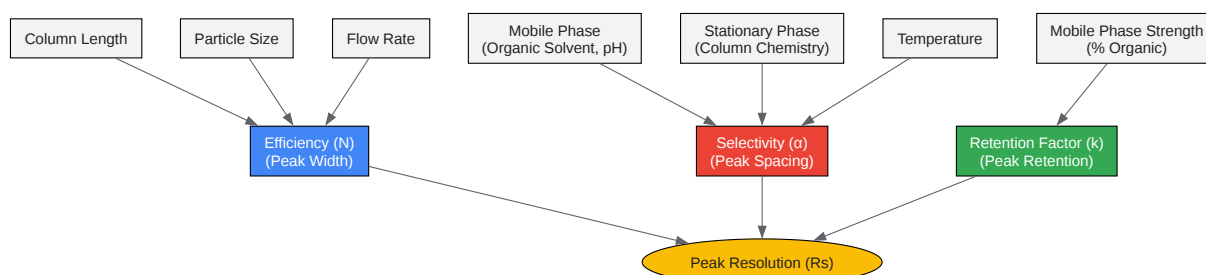 Column Length
Particle Size
Flow Rate
Mobile Phase
(Organic Solvent, pH)
Stationary Phase
(Column Chemistry)
Temperature
Mobile Phase Strength
(% Organic)
Efficiency (N)
(Peak Width)
Selectivity (α)
(Peak Spacing)
Retention Factor (k)
(Peak Retention)
Peak Resolution (Rs)